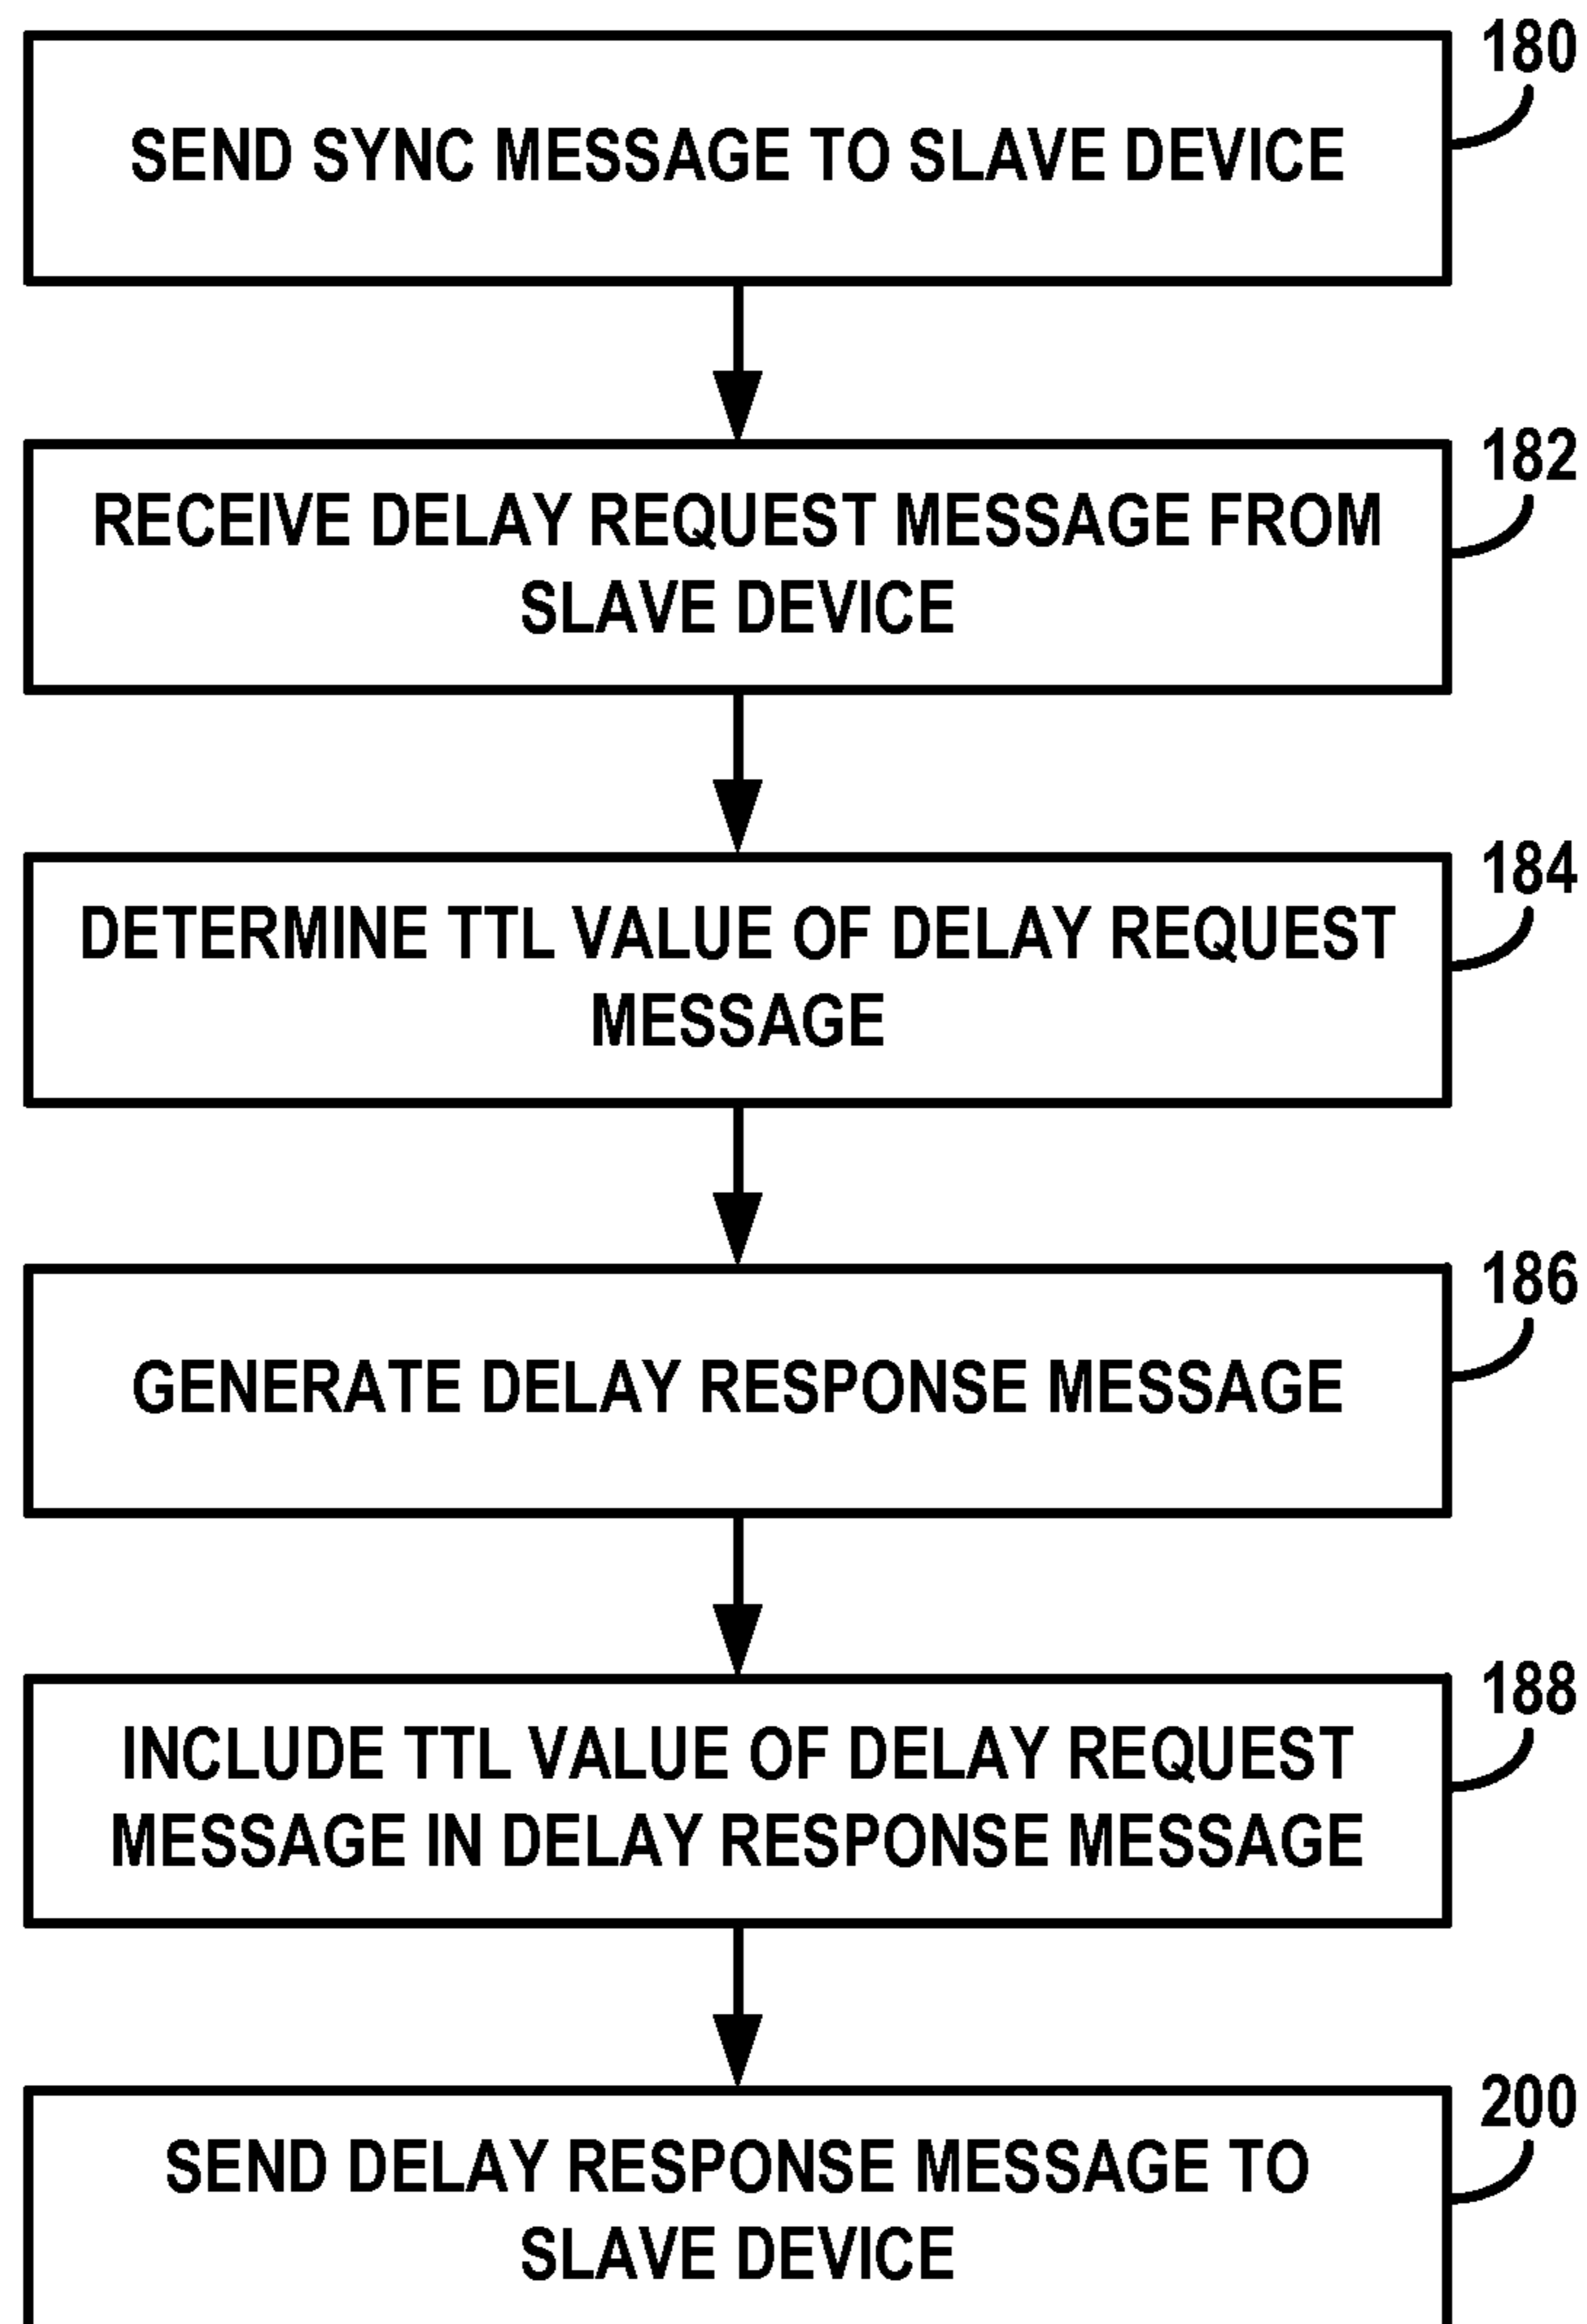 180
SEND SYNC MESSAGE TO SLAVE DEVICE
182
RECEIVE DELAY REQUEST MESSAGE FROM
SLAVE DEVICE
184
DETERMINE TTL VALUE OF DELAY REQUEST
MESSAGE
186
GENERATE DELAY RESPONSE MESSAGE
188
INCLUDE TTL VALUE OF DELAY REQUEST
MESSAGE IN DELAY RESPONSE MESSAGE
200
SEND DELAY RESPONSE MESSAGE TO
SLAVE DEVICE